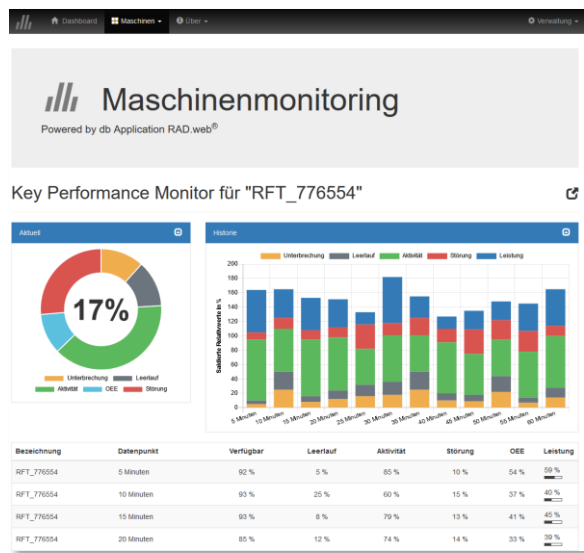 Dashboard Maschinen Über Verwaltung
Maschinenmonitoring
Powered by db Application RAD.web®
Key Performance Monitor für "RFT_776554"
Aktuell
17%
Unterbrechung Leerlauf
Aktivität OEE Störung
Historie
Unterbrechung Leerlauf Aktivität Störung Leistung
Saldierte Relativwerte in %
200
180
160
140
120
100
80
60
40
20
0
5 Minuten 10 Minuten 15 Minuten 20 Minuten 25 Minuten 30 Minuten 35 Minuten 40 Minuten 45 Minuten 50 Minuten 55 Minuten 60 Minuten
Bezeichnung Datenpunkt Verfügbar Leerlauf Aktivität Störung OEE Leistung
RFT_776554 5 Minuten 92 % 5 % 85 % 10 % 54 % 59 %
RFT_776554 10 Minuten 93 % 25 % 60 % 15 % 37 % 40 %
RFT_776554 15 Minuten 93 % 8 % 79 % 13 % 41 % 45 %
RFT_776554 20 Minuten 85 % 12 % 74 % 14 % 33 % 39 %